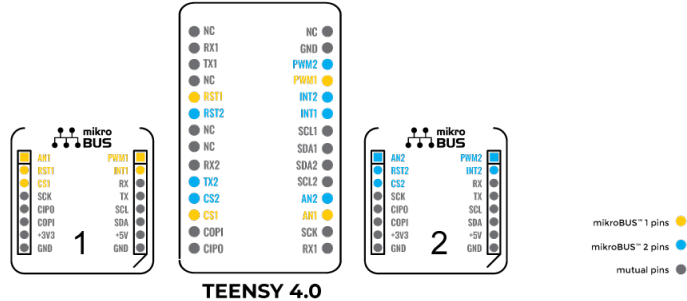 NC NC
RX1 GND
TX1 PWM2
NC PWM1
RST1 INT2
RST2 INT1
NC SCL1
NC SDA1
RX2 SDA2
TX2 SCL2
CS2 AN2
CS1 AN1
COPI SCK
CIPO RX1
TEENSY 4.0
mikro
BUS
AN1 PWM1
RST1 INT1
CS1 RX
SCK TX
CIPO SCL
COPI SDA
+3V3 +5V
GND GND
1
mikro
BUS
AN2 PWM2
RST2 INT2
CS2 RX
SCK TX
CIPO SCL
COPI SDA
+3V3 +5V
GND GND
2
mikroBUS™ 1 pins
mikroBUS™ 2 pins
mutual pins